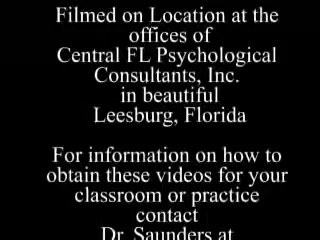 Filmed on Location at the
offices of
Central FL Psychological
Consultants, Inc.
in beautiful
Leesburg, Florida
For information on how to
obtain these videos for your
classroom or practice
contact
Dr. Saunders at